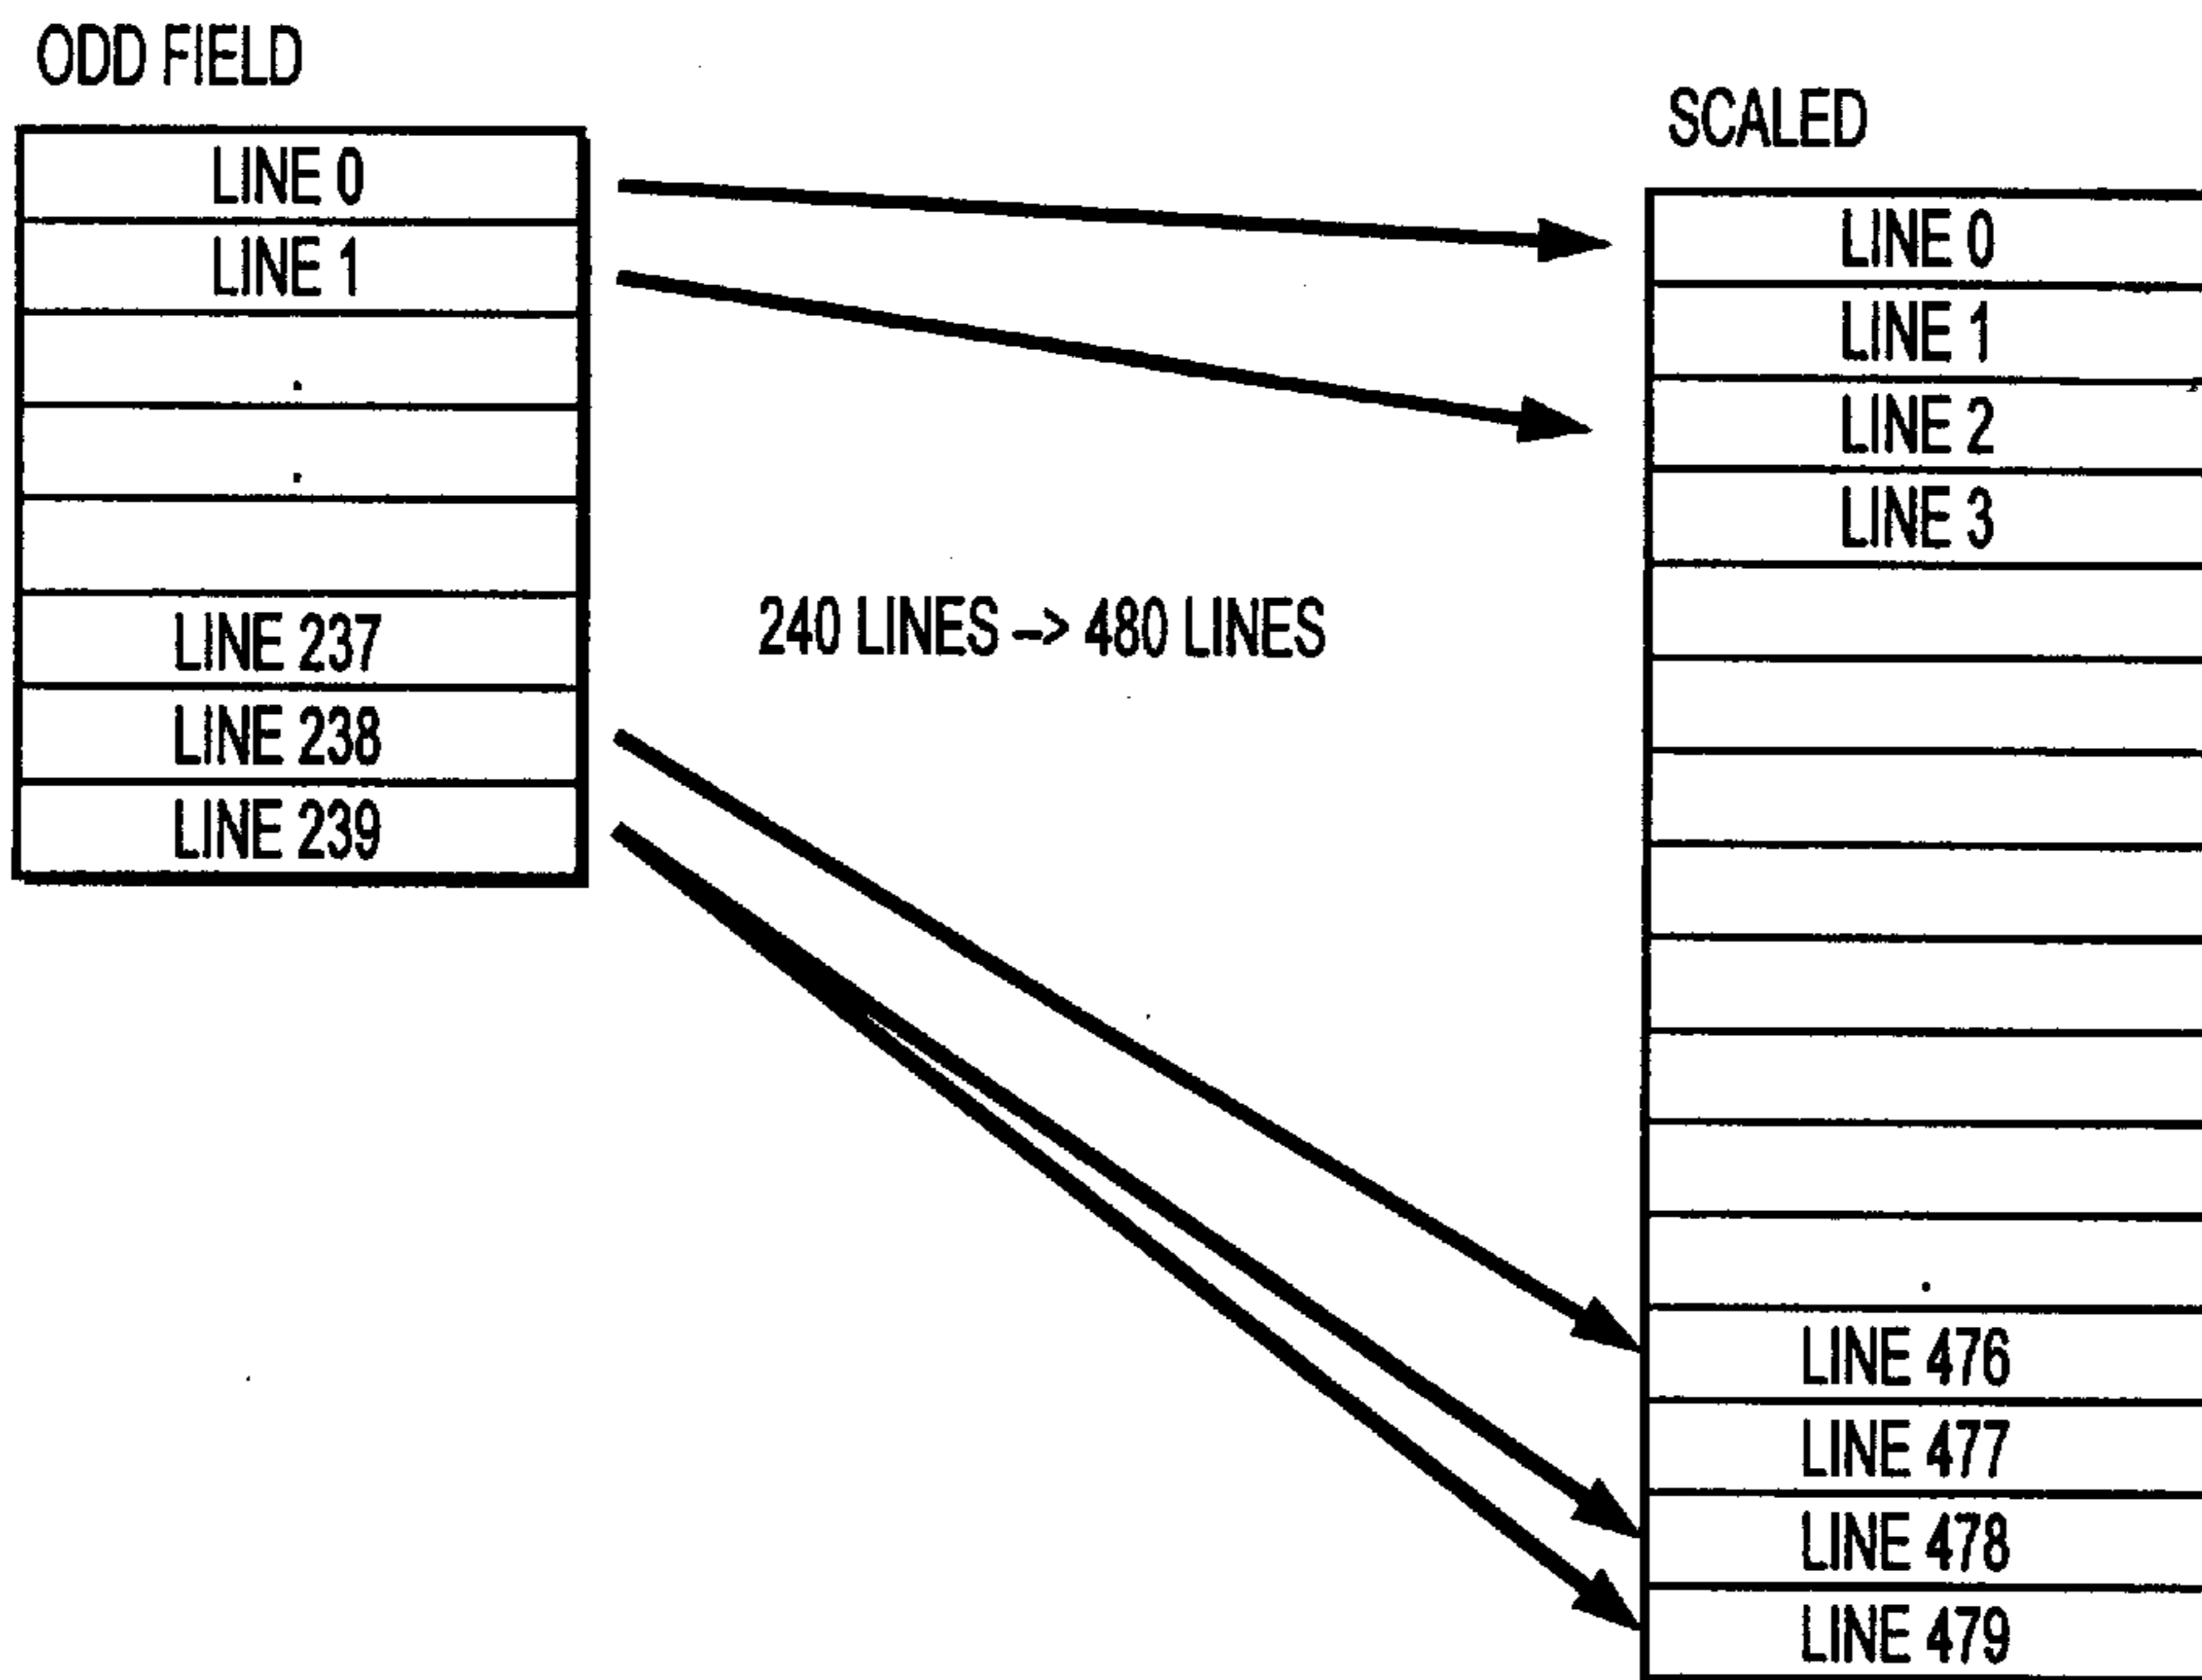 ODD FIELD
LINE 0
LINE 1
.
.
LINE 237
LINE 238
LINE 239
240 LINES --> 480 LINES
SCALED
LINE 0
LINE 1
LINE 2
LINE 3
.
LINE 476
LINE 477
LINE 478
LINE 479